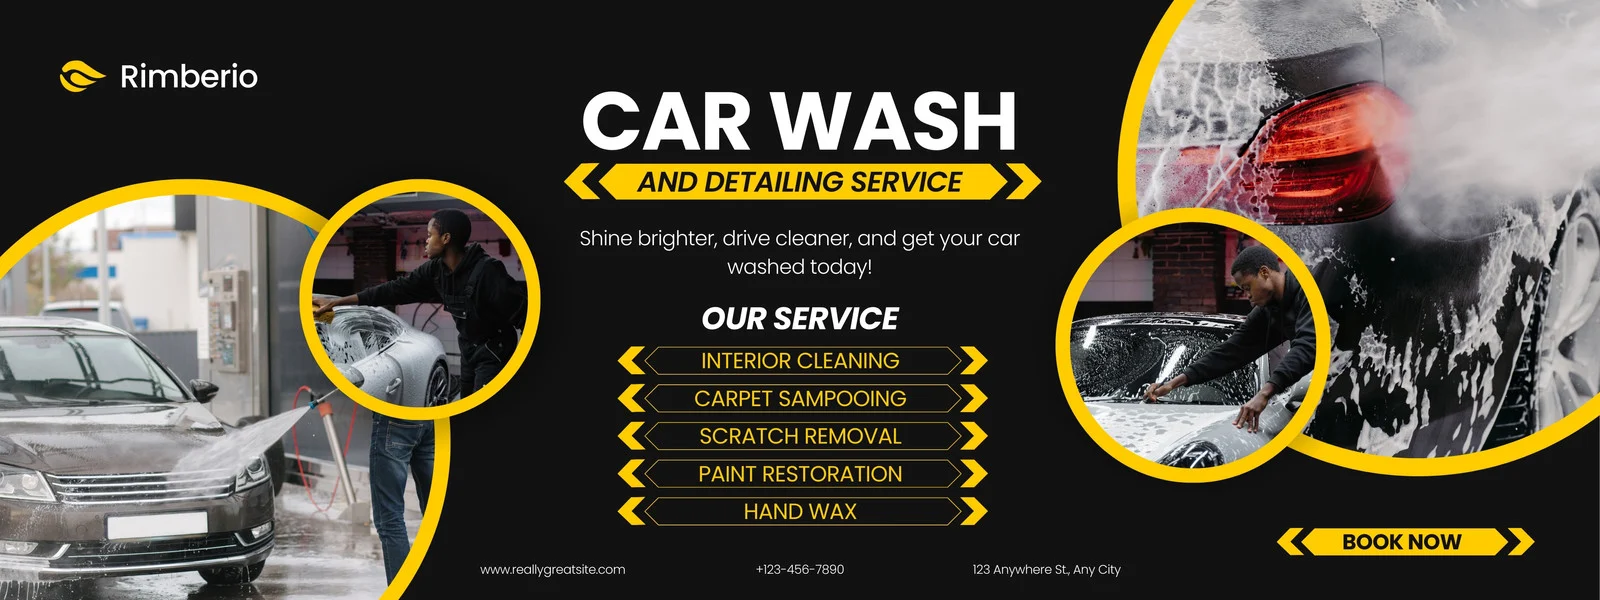 Rimberio
CAR WASH
AND DETAILING SERVICE
Shine brighter, drive cleaner, and get your car
washed today!
OUR SERVICE
INTERIOR CLEANING
CARPET SAMPOOING
SCRATCH REMOVAL
PAINT RESTORATION
HAND WAX
www.reallygreatsite.com
+123-456-7890
123 Anywhere St., Any City
BOOK NOW